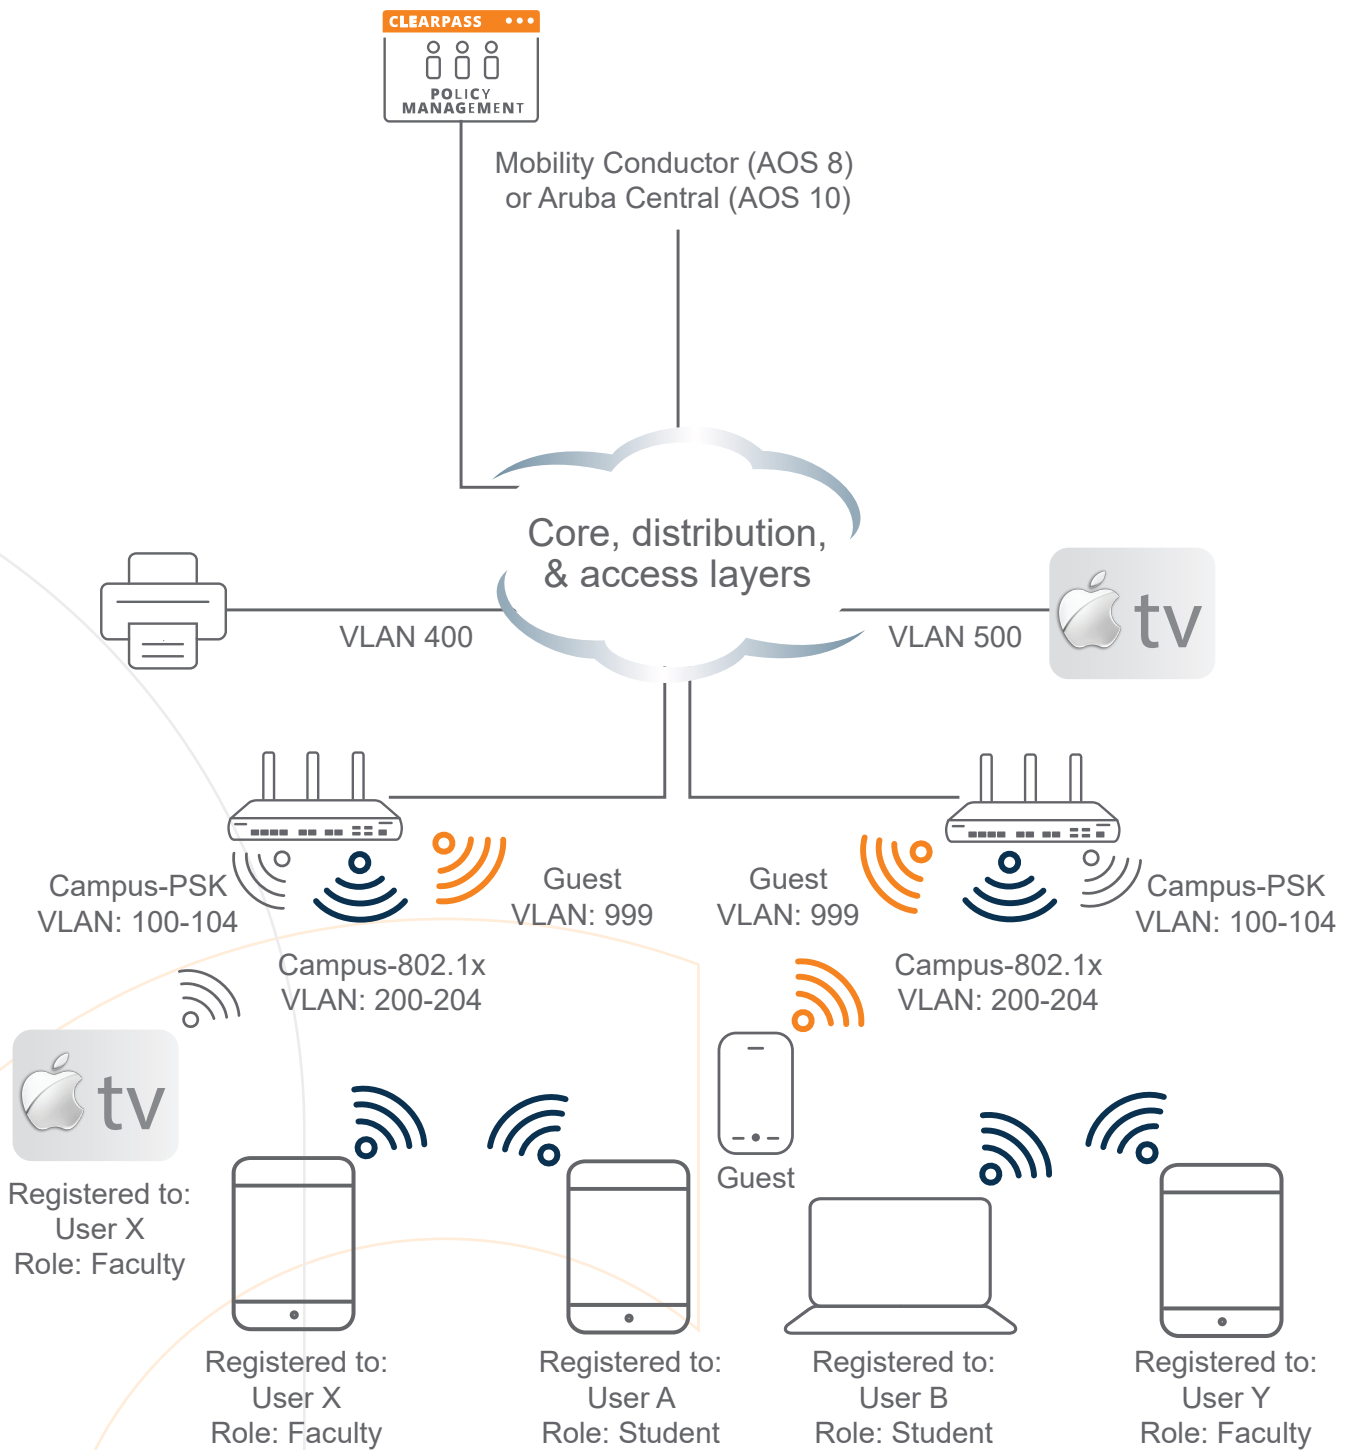 CLEARPASS
POLICY
MANAGEMENT
Mobility Conductor (AOS 8)
or Aruba Central (AOS 10)
Core, distribution,
& access layers
VLAN 400
VLAN 500
tv
Campus-PSK
VLAN: 100-104
Guest
VLAN: 999
Guest
VLAN: 999
Campus-PSK
VLAN: 100-104
Campus-802.1x
VLAN: 200-204
Campus-802.1x
VLAN: 200-204
tv
Registered to:
User X
Role: Faculty
Guest
Registered to:
User X
Role: Faculty
Registered to:
User A
Role: Student
Registered to:
User B
Role: Student
Registered to:
User Y
Role: Faculty